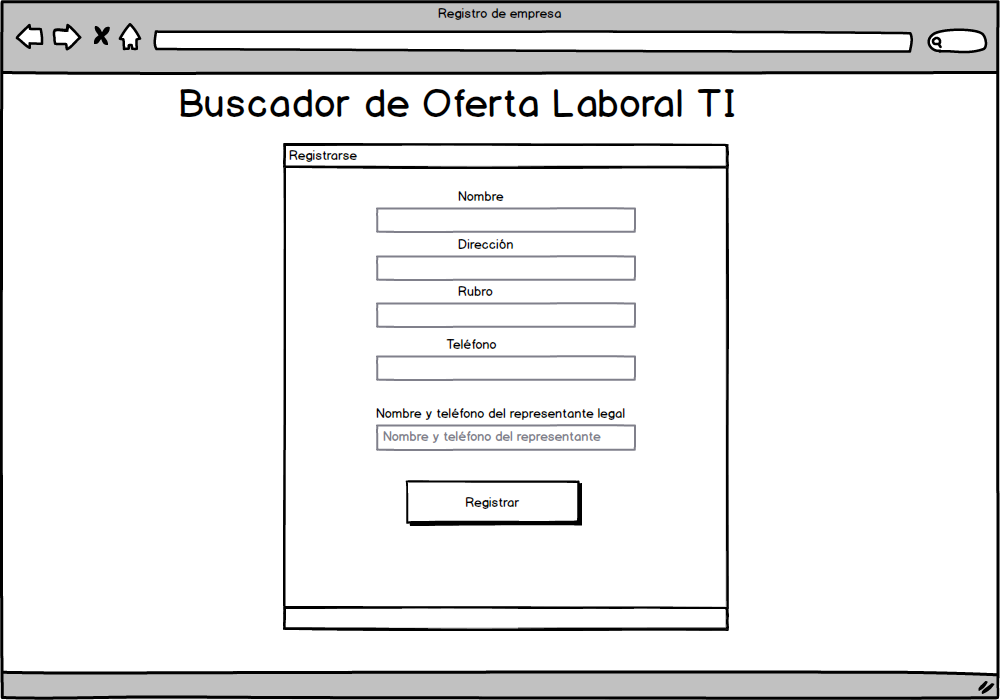 Registro de empresa
Buscador de Oferta Laboral TI
Registrarse
Nombre
Dirección
Rubro
Teléfono
Nombre y teléfono del representante legal
Nombre y teléfono del representante
Registrar